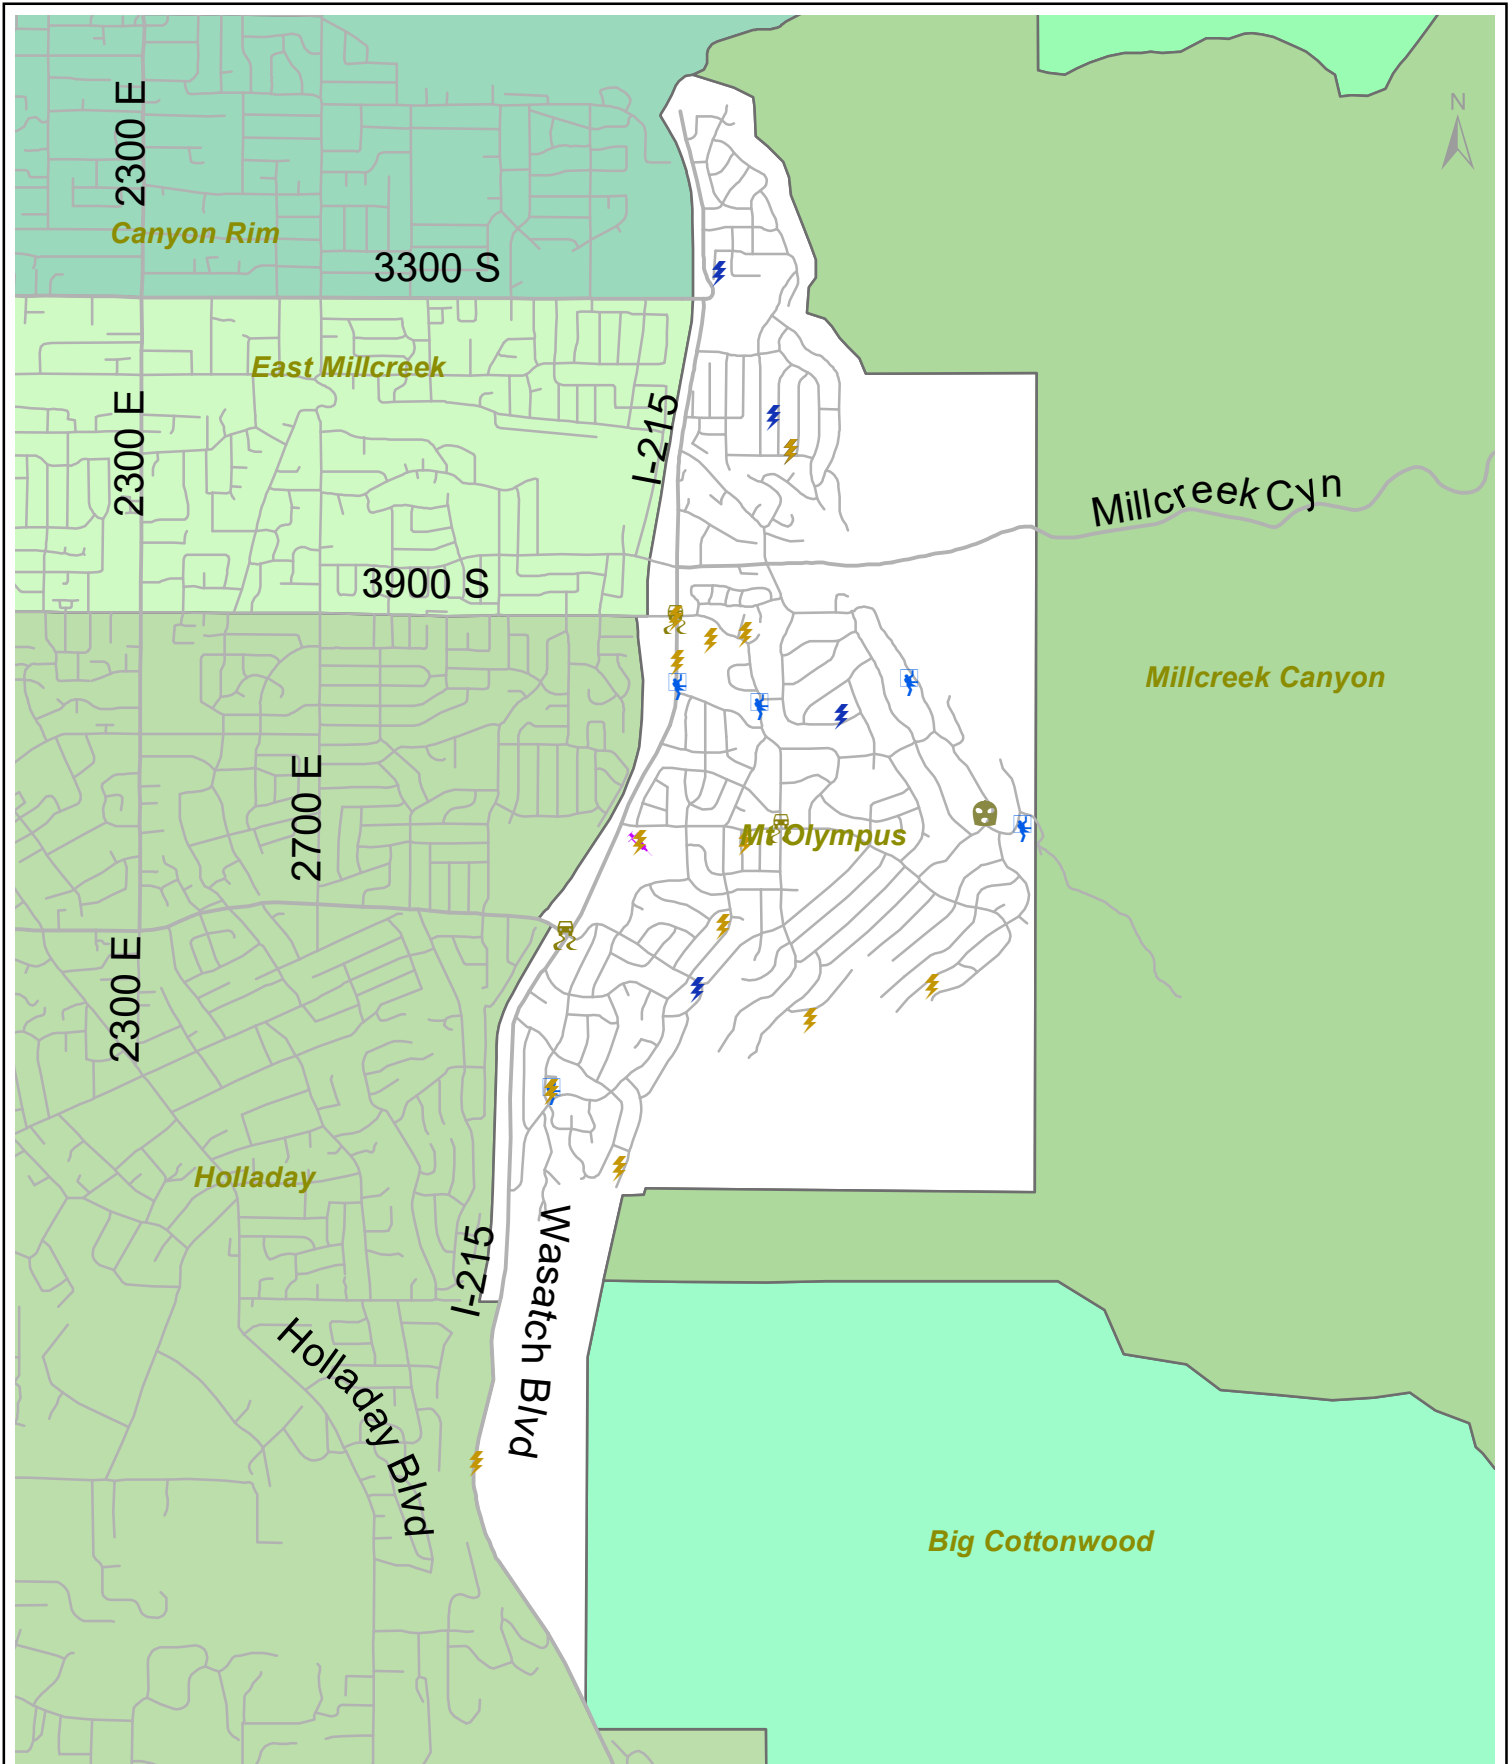 N
2300 E
Canyon Rim
3300 S
East Millcreek
I-215
2300 E
Millcreek Cyn
3900 S
Millcreek Canyon
2700 E
Mt Olympus
2300 E
Holladay
I-215
Wasatch Blvd
Holladay Blvd
Big Cottonwood